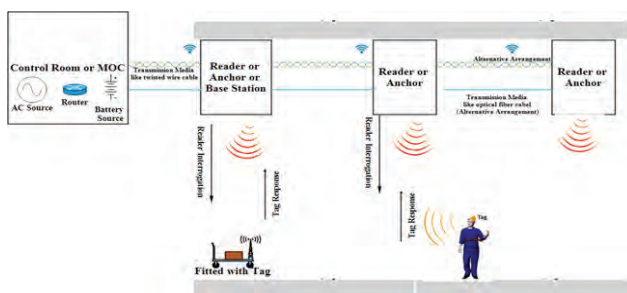 Control Room or MOC
AC Source
Router
Battery
Source
Transmission Media
like twisted wire cable
Reader or
Anchor or
Base Station
Reader or
Anchor
Alternative Arrangement
Transmission Media
like optical fiber cabel
(Alternative Arrangement)
Reader or
Anchor
Reader Interrogation
Tag Response
Fitted with Tag
Reader Interrogation
Tag Response
Tag